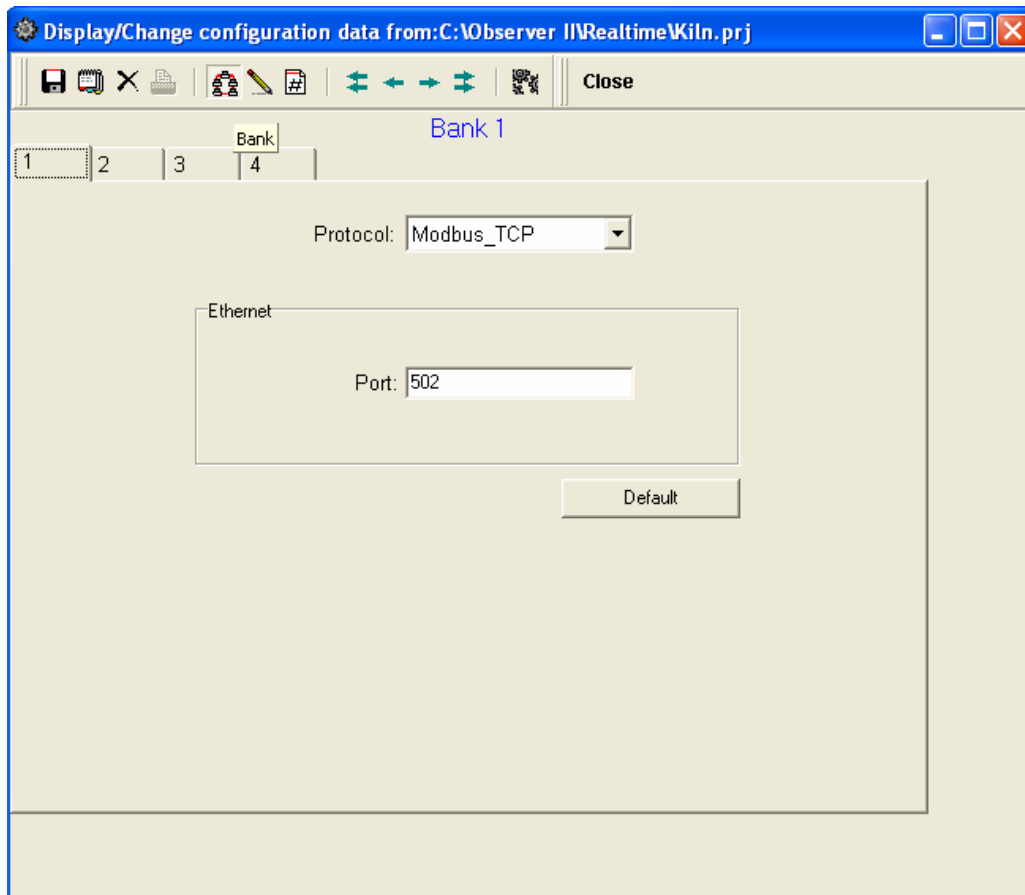 Display/Change configuration data from:C:\Observer II\Realtime\Kiln.prj
Close
Bank 1
Bank
1 2 3 4
Protocol: Modbus_TCP
Ethernet
Port: 502
Default